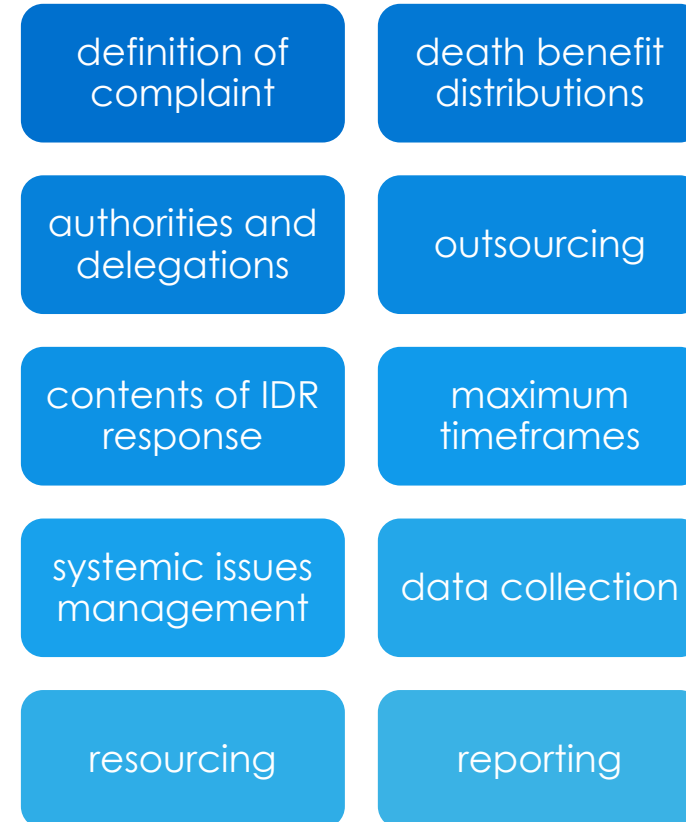 definition of
complaint
death benefit
distributions
authorities and
delegations
outsourcing
contents of IDR
response
maximum
timeframes
systemic issues
management
data collection
resourcing
reporting